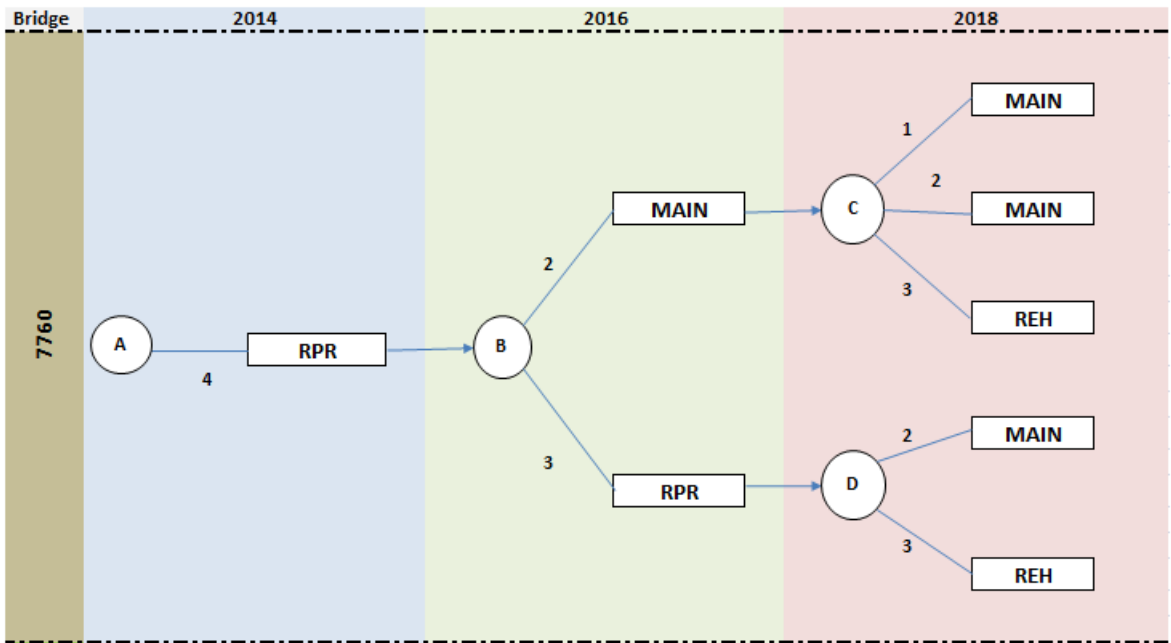 Bridge 2014 2016 2018
MAIN
1
2
MAIN C MAIN
2
3
7760 A RPR B REH
4
2 MAIN
3
RPR D
3
REH